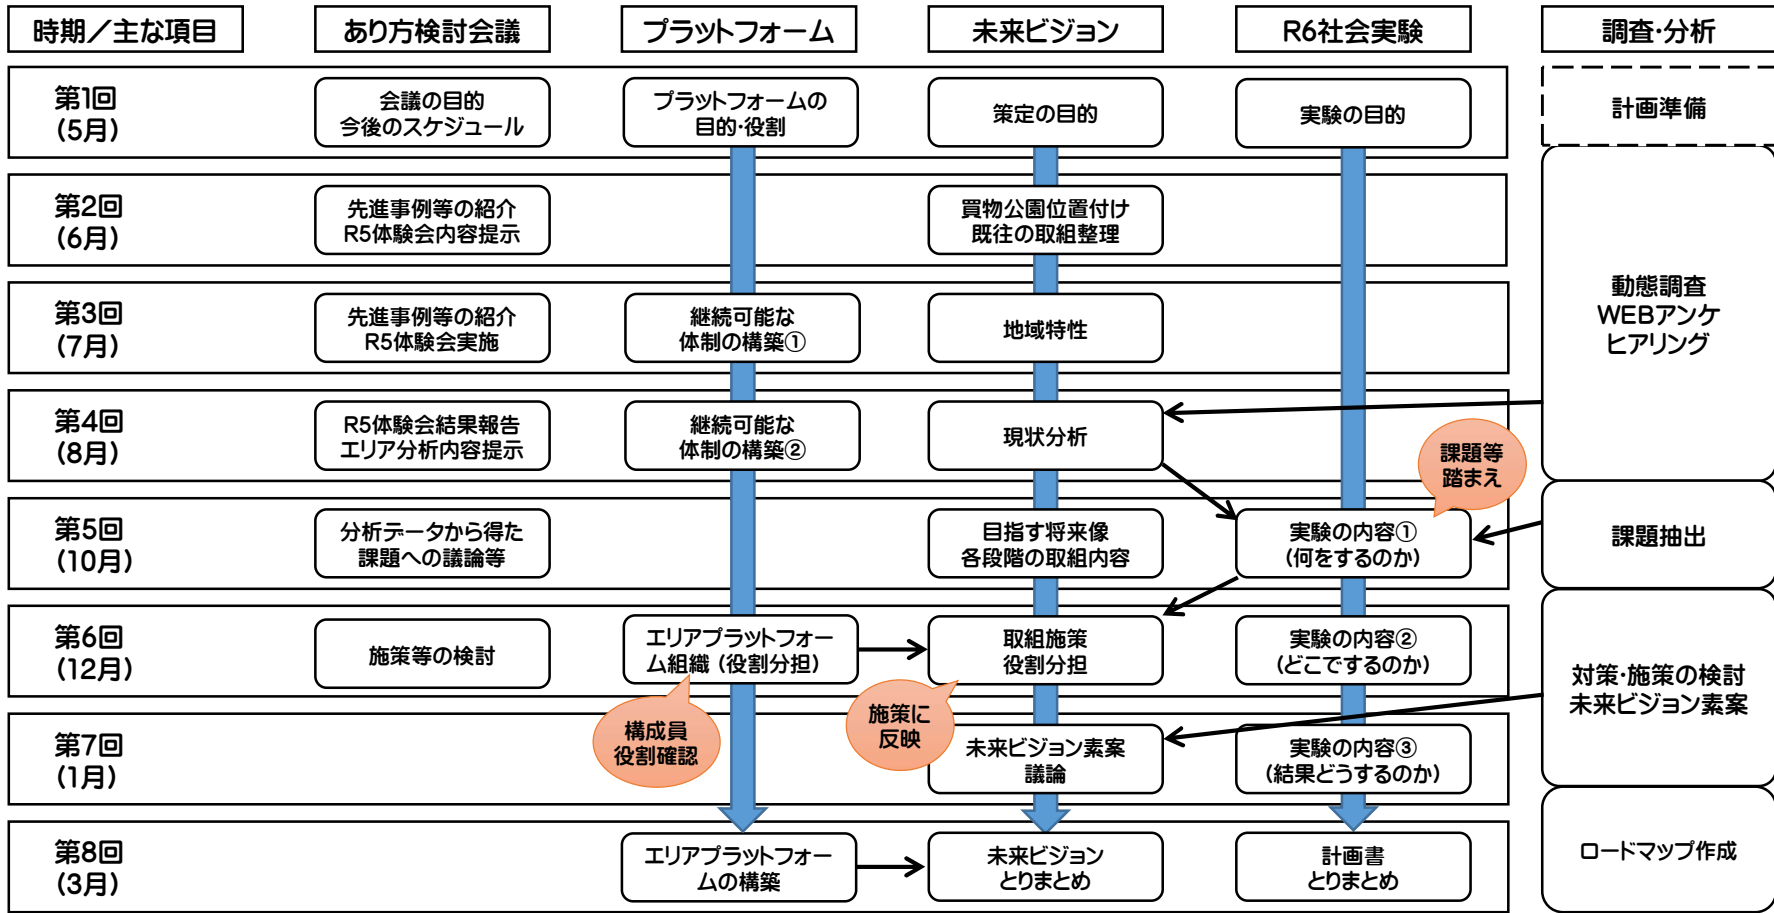 時期／主な項目
あり方検討会議
プラットフォーム
未来ビジョン
R6社会実験
調査・分析
第1回
(5月)
会議の目的
今後のスケジュール
プラットフォームの
目的・役割
策定の目的
実験の目的
計画準備
第2回
(6月)
先進事例等の紹介
R5体験会内容提示
買物公園位置付け
既往の取組整理
第3回
(7月)
先進事例等の紹介
R5体験会実施
継続可能な
体制の構築①
地域特性
動態調査
WEBアンケ
ヒアリング
第4回
(8月)
R5体験会結果報告
エリア分析内容提示
継続可能な
体制の構築②
現状分析
課題等
踏まえ
第5回
(10月)
分析データから得た
課題への議論等
目指す将来像
各段階の取組内容
実験の内容①
(何をするのか)
課題抽出
第6回
(12月)
施策等の検討
エリアプラットフォー
ム組織(役割分担)
取組施策
役割分担
実験の内容②
(どこでするのか)
対策・施策の検討
未来ビジョン素案
構成員
役割確認
施策に
反映
第7回
(1月)
未来ビジョン素案
議論
実験の内容③
(結果どうするのか)
第8回
(3月)
エリアプラットフォー
ムの構築
未来ビジョン
とりまとめ
計画書
とりまとめ
ロードマップ作成